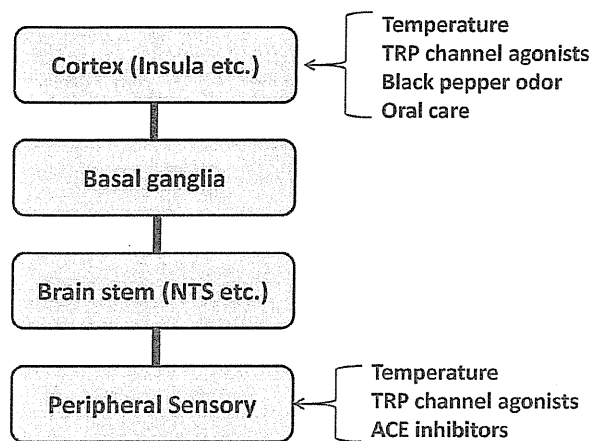 Cortex (Insula etc.)
Temperature
TRP channel agonists
Black pepper odor
Oral care
Basal ganglia
Brain stem (NTS etc.)
Peripheral Sensory
Temperature
TRP channel agonists
ACE inhibitors